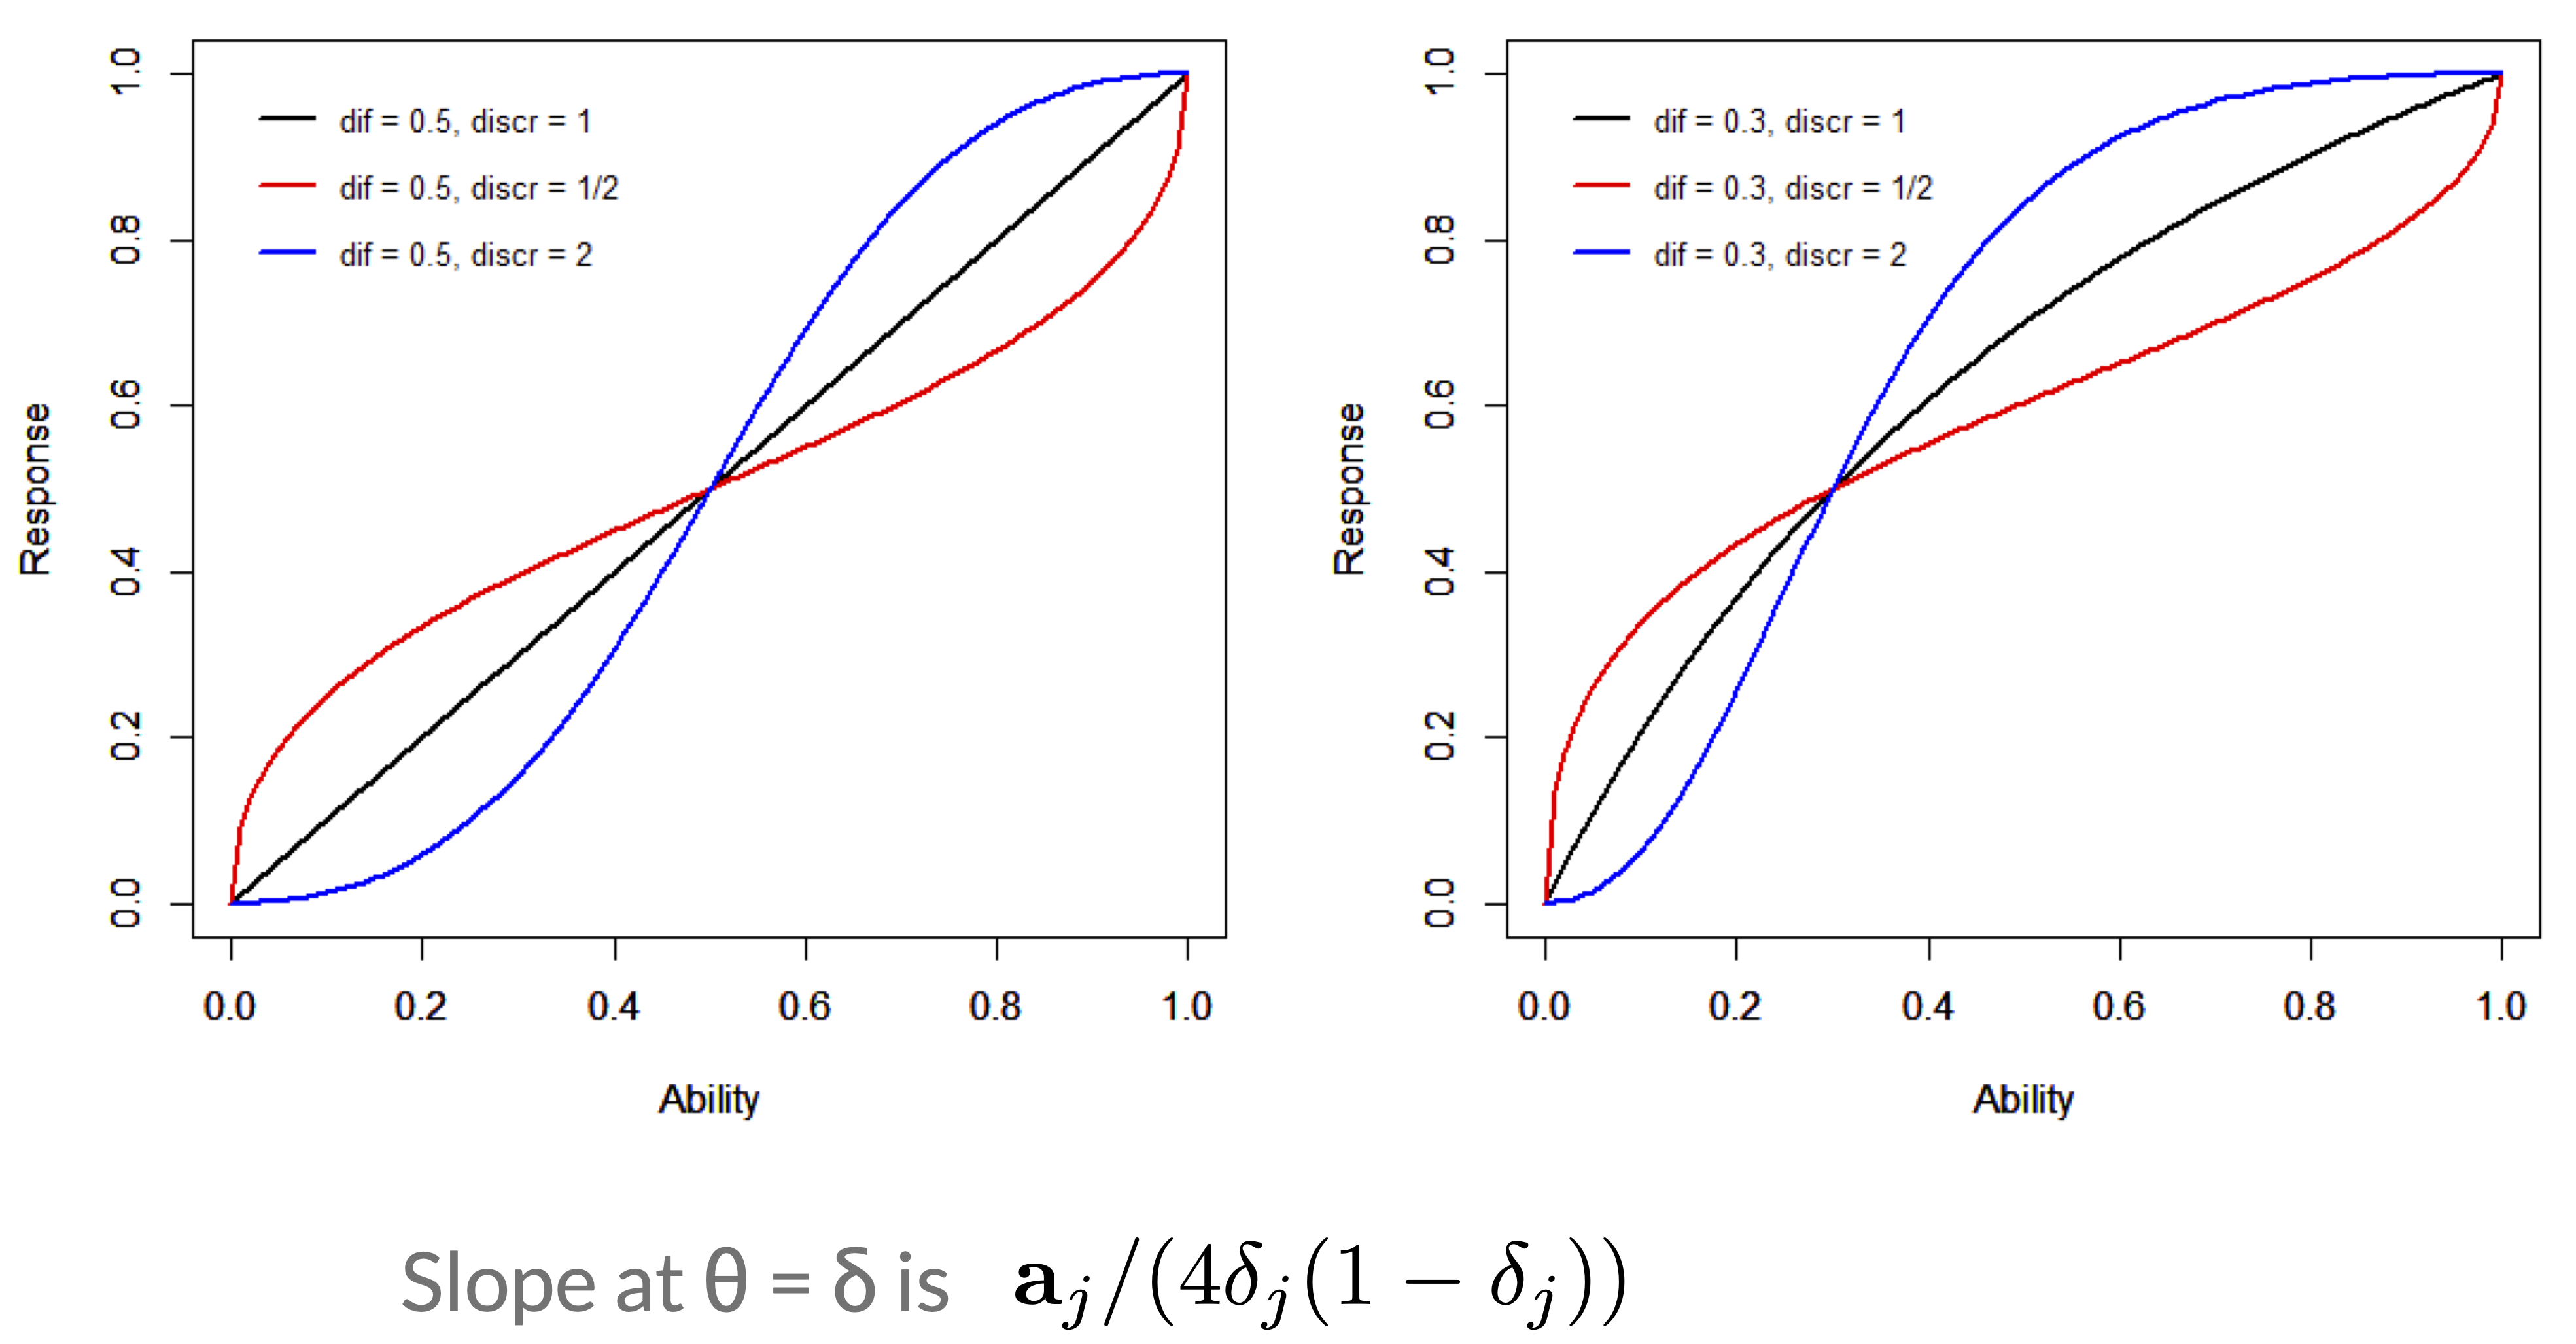 dif = 0.5, discr = 1
dif = 0.5, discr = 1/2
dif = 0.5, discr = 2
Response
0.0 0.2 0.4 0.6 0.8 1.0
0.0 0.2 0.4 0.6 0.8 1.0
Ability
dif = 0.3, discr = 1
dif = 0.3, discr = 1/2
dif = 0.3, discr = 2
Response
0.0 0.2 0.4 0.6 0.8 1.0
0.0 0.2 0.4 0.6 0.8 1.0
Ability
Slope at θ = δ is a_j/(4δ_j(1 − δ_j))